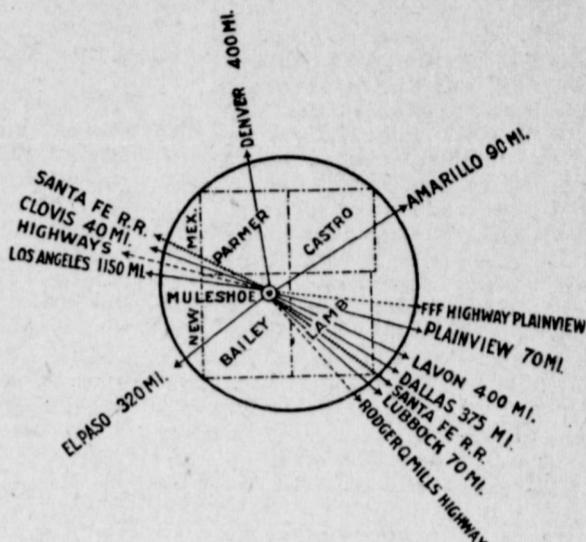 DENVER 400 MI.
AMARILLO 90 MI.
SANTA FE R.R.
CLOVIS 40 MI.
HIGHWAYS
LOS ANGELES 1150 MI.
NEW MEX.
PARMER
CASTRO
MULESHOE
BAILEY
LAMB
FFF HIGHWAY PLAINVIEW
PLAINVIEW 70 MI.
LAVON 400 MI.
DALLAS 375 MI.
SANTA FE R.R.
LUBBOCK 70 MI.
RODGER Q MILLS HIGHWAY
EL PASO 320 MI.